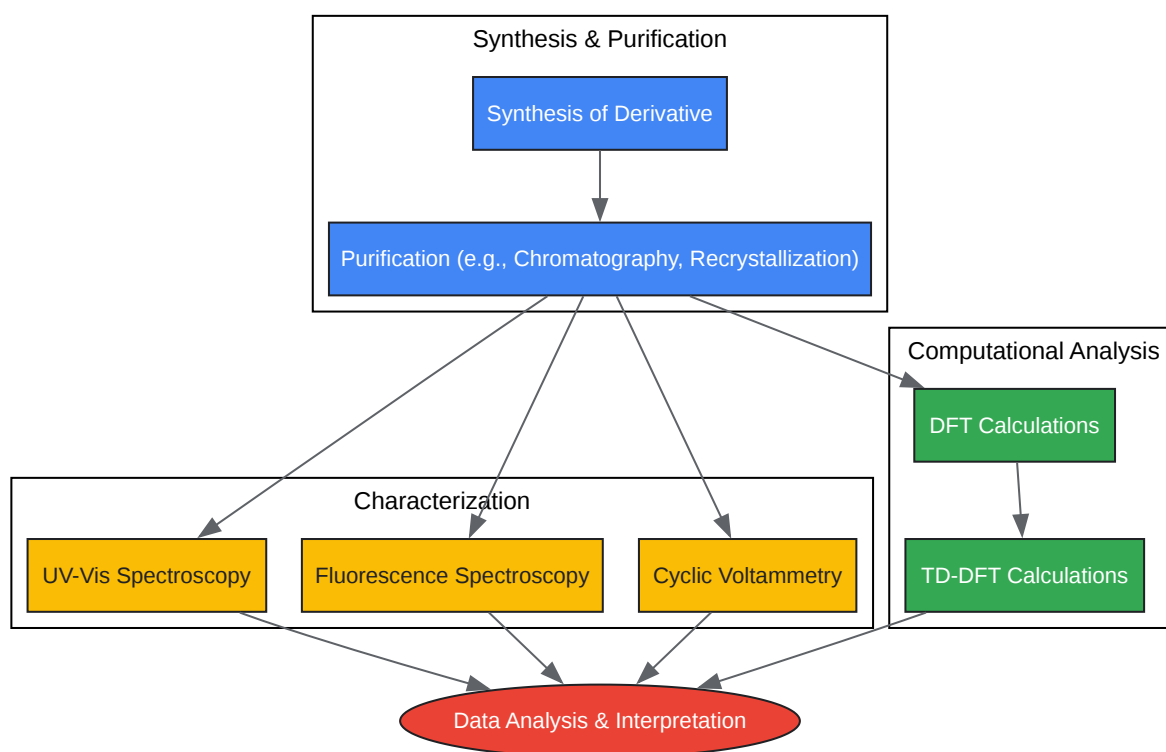 Synthesis & Purification
Synthesis of Derivative
Purification (e.g., Chromatography, Recrystallization)
Computational Analysis
DFT Calculations
Characterization
UV-Vis Spectroscopy
Fluorescence Spectroscopy
Cyclic Voltammetry
TD-DFT Calculations
Data Analysis & Interpretation